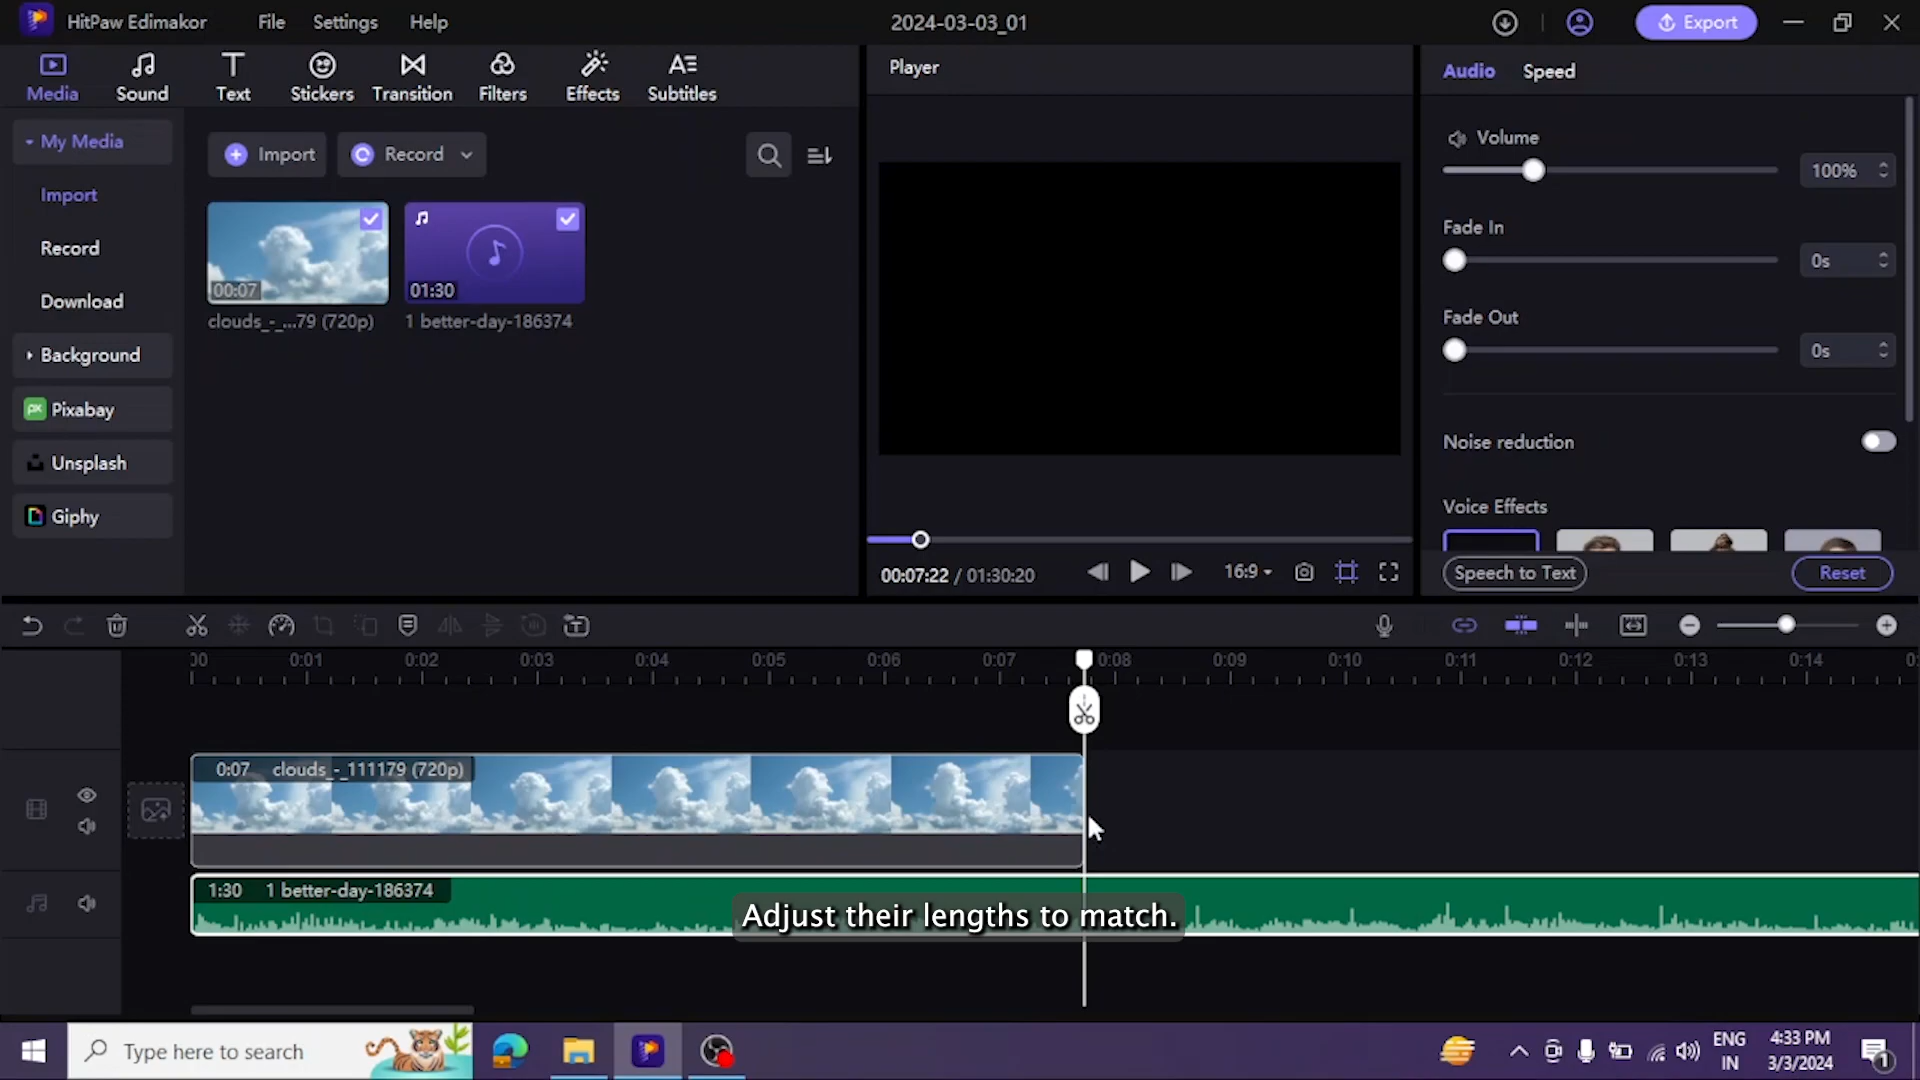 HitPaw Edimakor File Settings Help 2024-03-03_01 Export
Media Sound Text Stickers Transition Filters Effects Subtitles
Player
Audio Speed
My Media
Import
Record
Download
Background
Pixabay
Unsplash
Giphy
Import Record
00:07
clouds_-_...79 (720p)
01:30
1 better-day-186374
00:07:22 / 01:30:20 16:9
Volume
100%
Fade In
0s
Fade Out
0s
Noise reduction
Voice Effects
Speech to Text Reset
00 0:01 0:02 0:03 0:04 0:05 0:06 0:07 0:08 0:09 0:10 0:11 0:12 0:13 0:14 0:
0:07 clouds_-_111179 (720p)
1:30 1 better-day-186374
Adjust their lengths to match.
Type here to search
ENG
IN
4:33 PM
3/3/2024
1